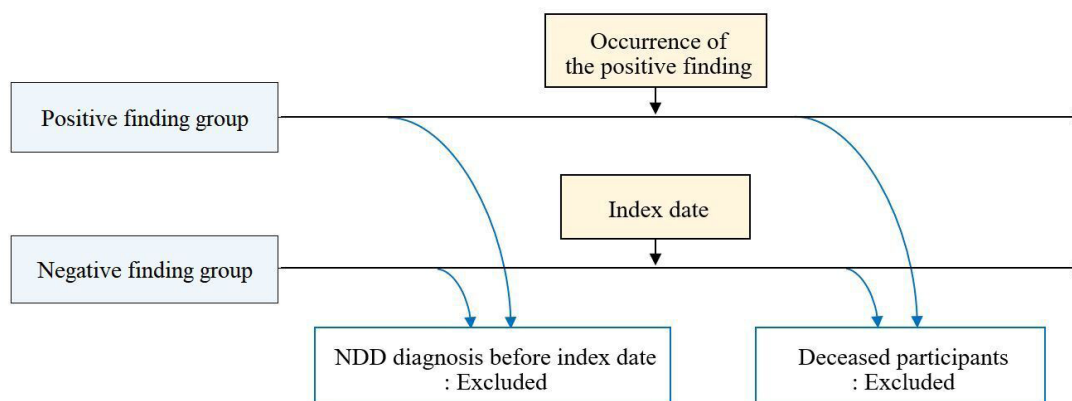 Occurrence of
the positive finding
Positive finding group
Index date
Negative finding group
NDD diagnosis before index date
: Excluded
Deceased participants
: Excluded